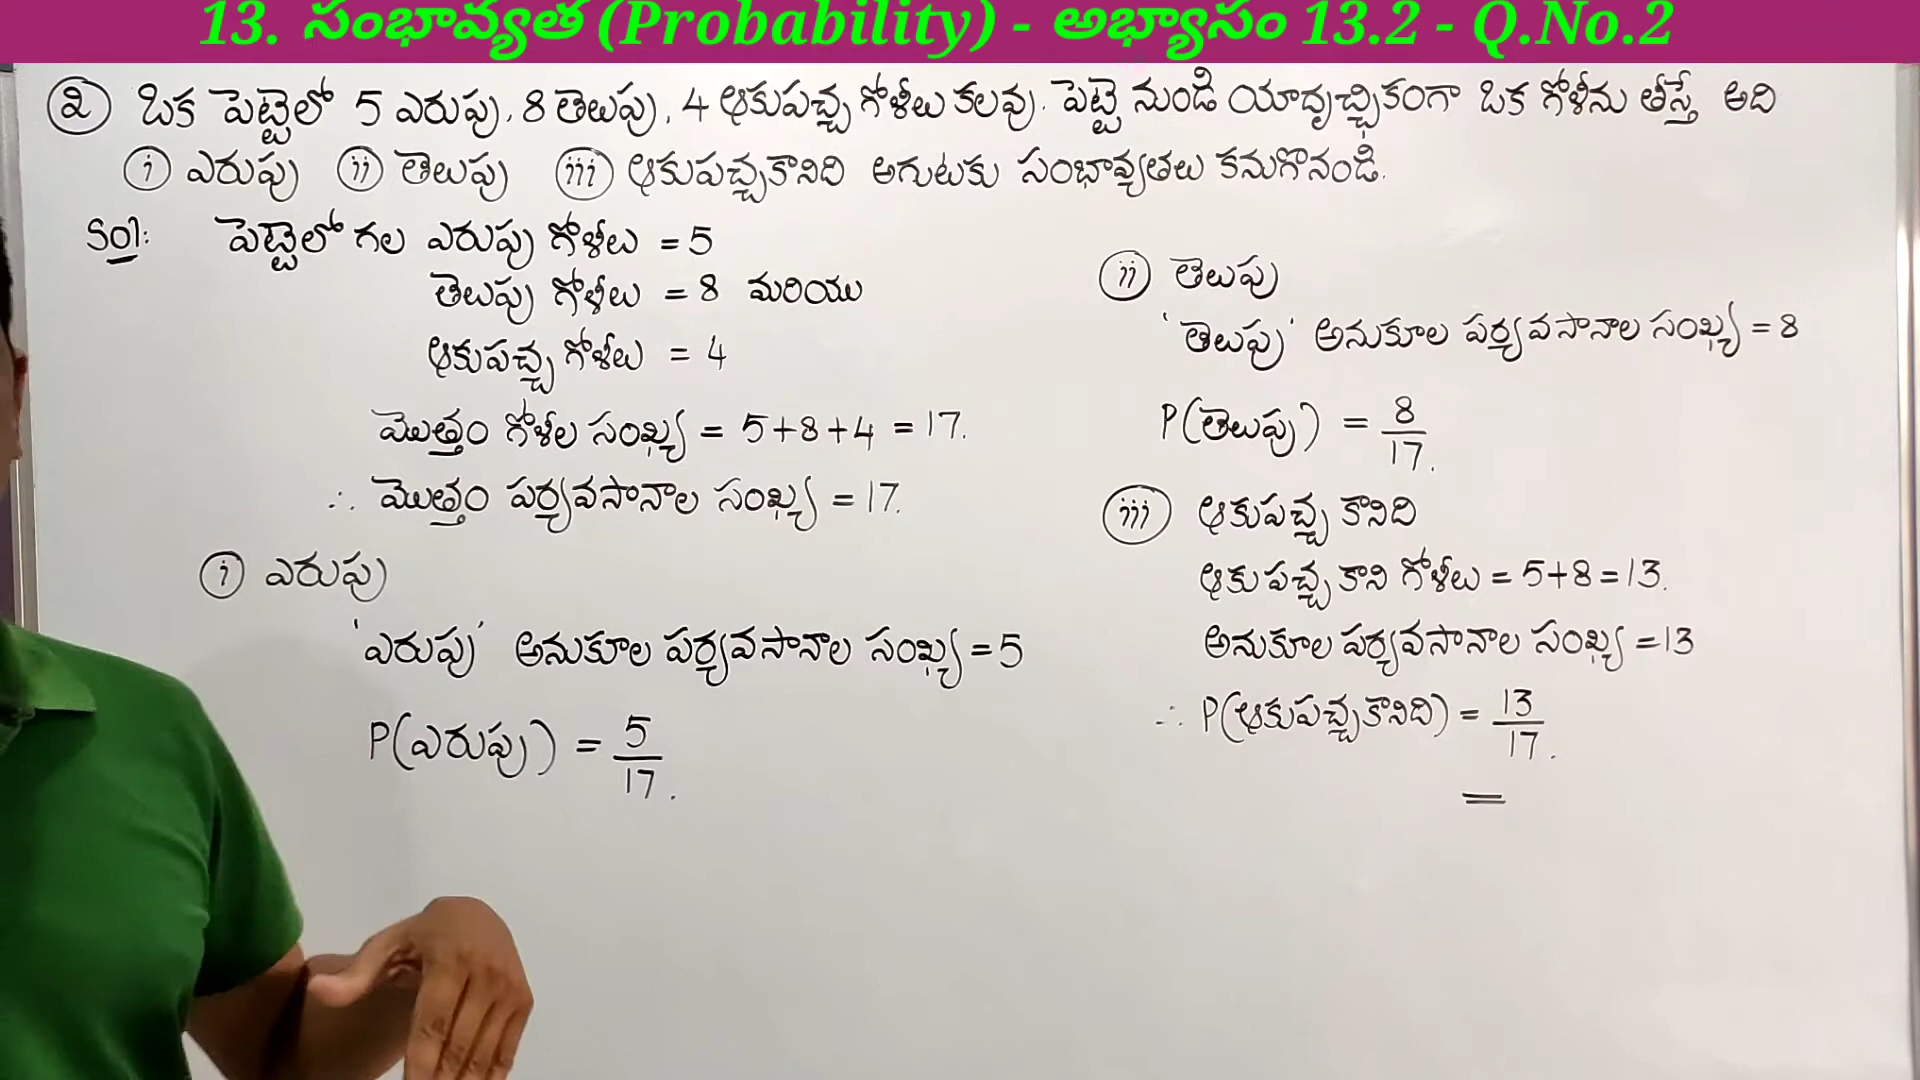 13. సంభావ్యత (Probability) - అభ్యాసం 13.2 - Q.No.2
② ఒక పెట్టెలో 5 ఎరుపు, 8 తెలుపు, 4 ఆకుపచ్చ గోళీలు కలవు. పెట్టె నుండి యాదృచ్ఛికంగా ఒక గోళీను తీస్తే అది
(i) ఎరుపు (ii) తెలుపు (iii) ఆకుపచ్చకానిది అగుటకు సంభావ్యతలు కనుగొనండి.
Sol: పెట్టెలో గల ఎరుపు గోళీలు = 5
తెలుపు గోళీలు = 8 మరియు
ఆకుపచ్చ గోళీలు = 4
మొత్తం గోళీల సంఖ్య = 5+8+4 = 17.
∴ మొత్తం పర్యవసానాల సంఖ్య = 17.
(i) ఎరుపు
'ఎరుపు' అనుకూల పర్యవసానాల సంఖ్య = 5
P(ఎరుపు) = 5/17.
(ii) తెలుపు
'తెలుపు' అనుకూల పర్యవసానాల సంఖ్య = 8
P(తెలుపు) = 8/17.
(iii) ఆకుపచ్చ కానిది
ఆకుపచ్చ కాని గోళీలు = 5+8 = 13.
అనుకూల పర్యవసానాల సంఖ్య = 13
∴ P(ఆకుపచ్చకానిది) = 13/17.